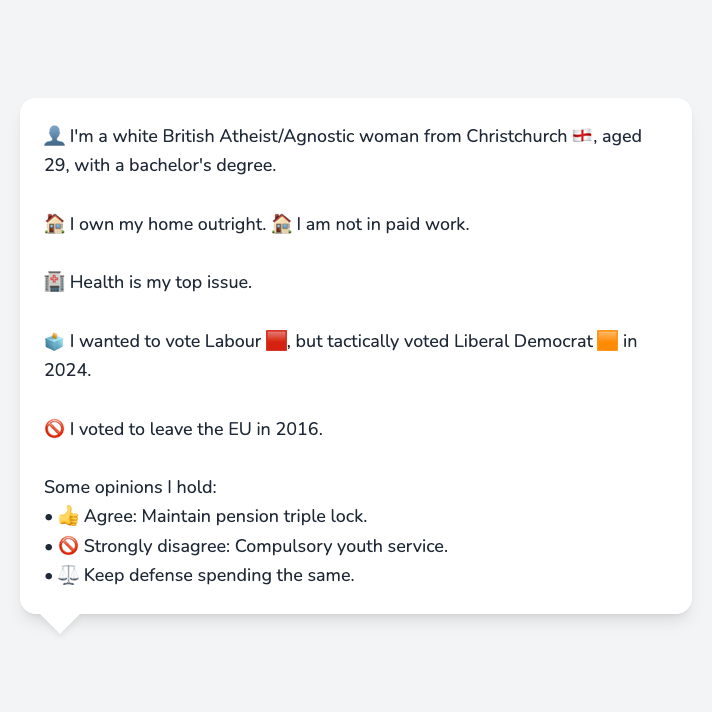 👤 I'm a white British Atheist/Agnostic woman from Christchurch 🏴󠁧󠁢󠁥󠁮󠁧󠁿, aged
29, with a bachelor's degree.
🏠 I own my home outright. 🏠 I am not in paid work.
🏥 Health is my top issue.
🗳️ I wanted to vote Labour 🟥, but tactically voted Liberal Democrat 🟧 in
2024.
🚫 I voted to leave the EU in 2016.
Some opinions I hold:
• 👍 Agree: Maintain pension triple lock.
• 🚫 Strongly disagree: Compulsory youth service.
• ⚖️ Keep defense spending the same.